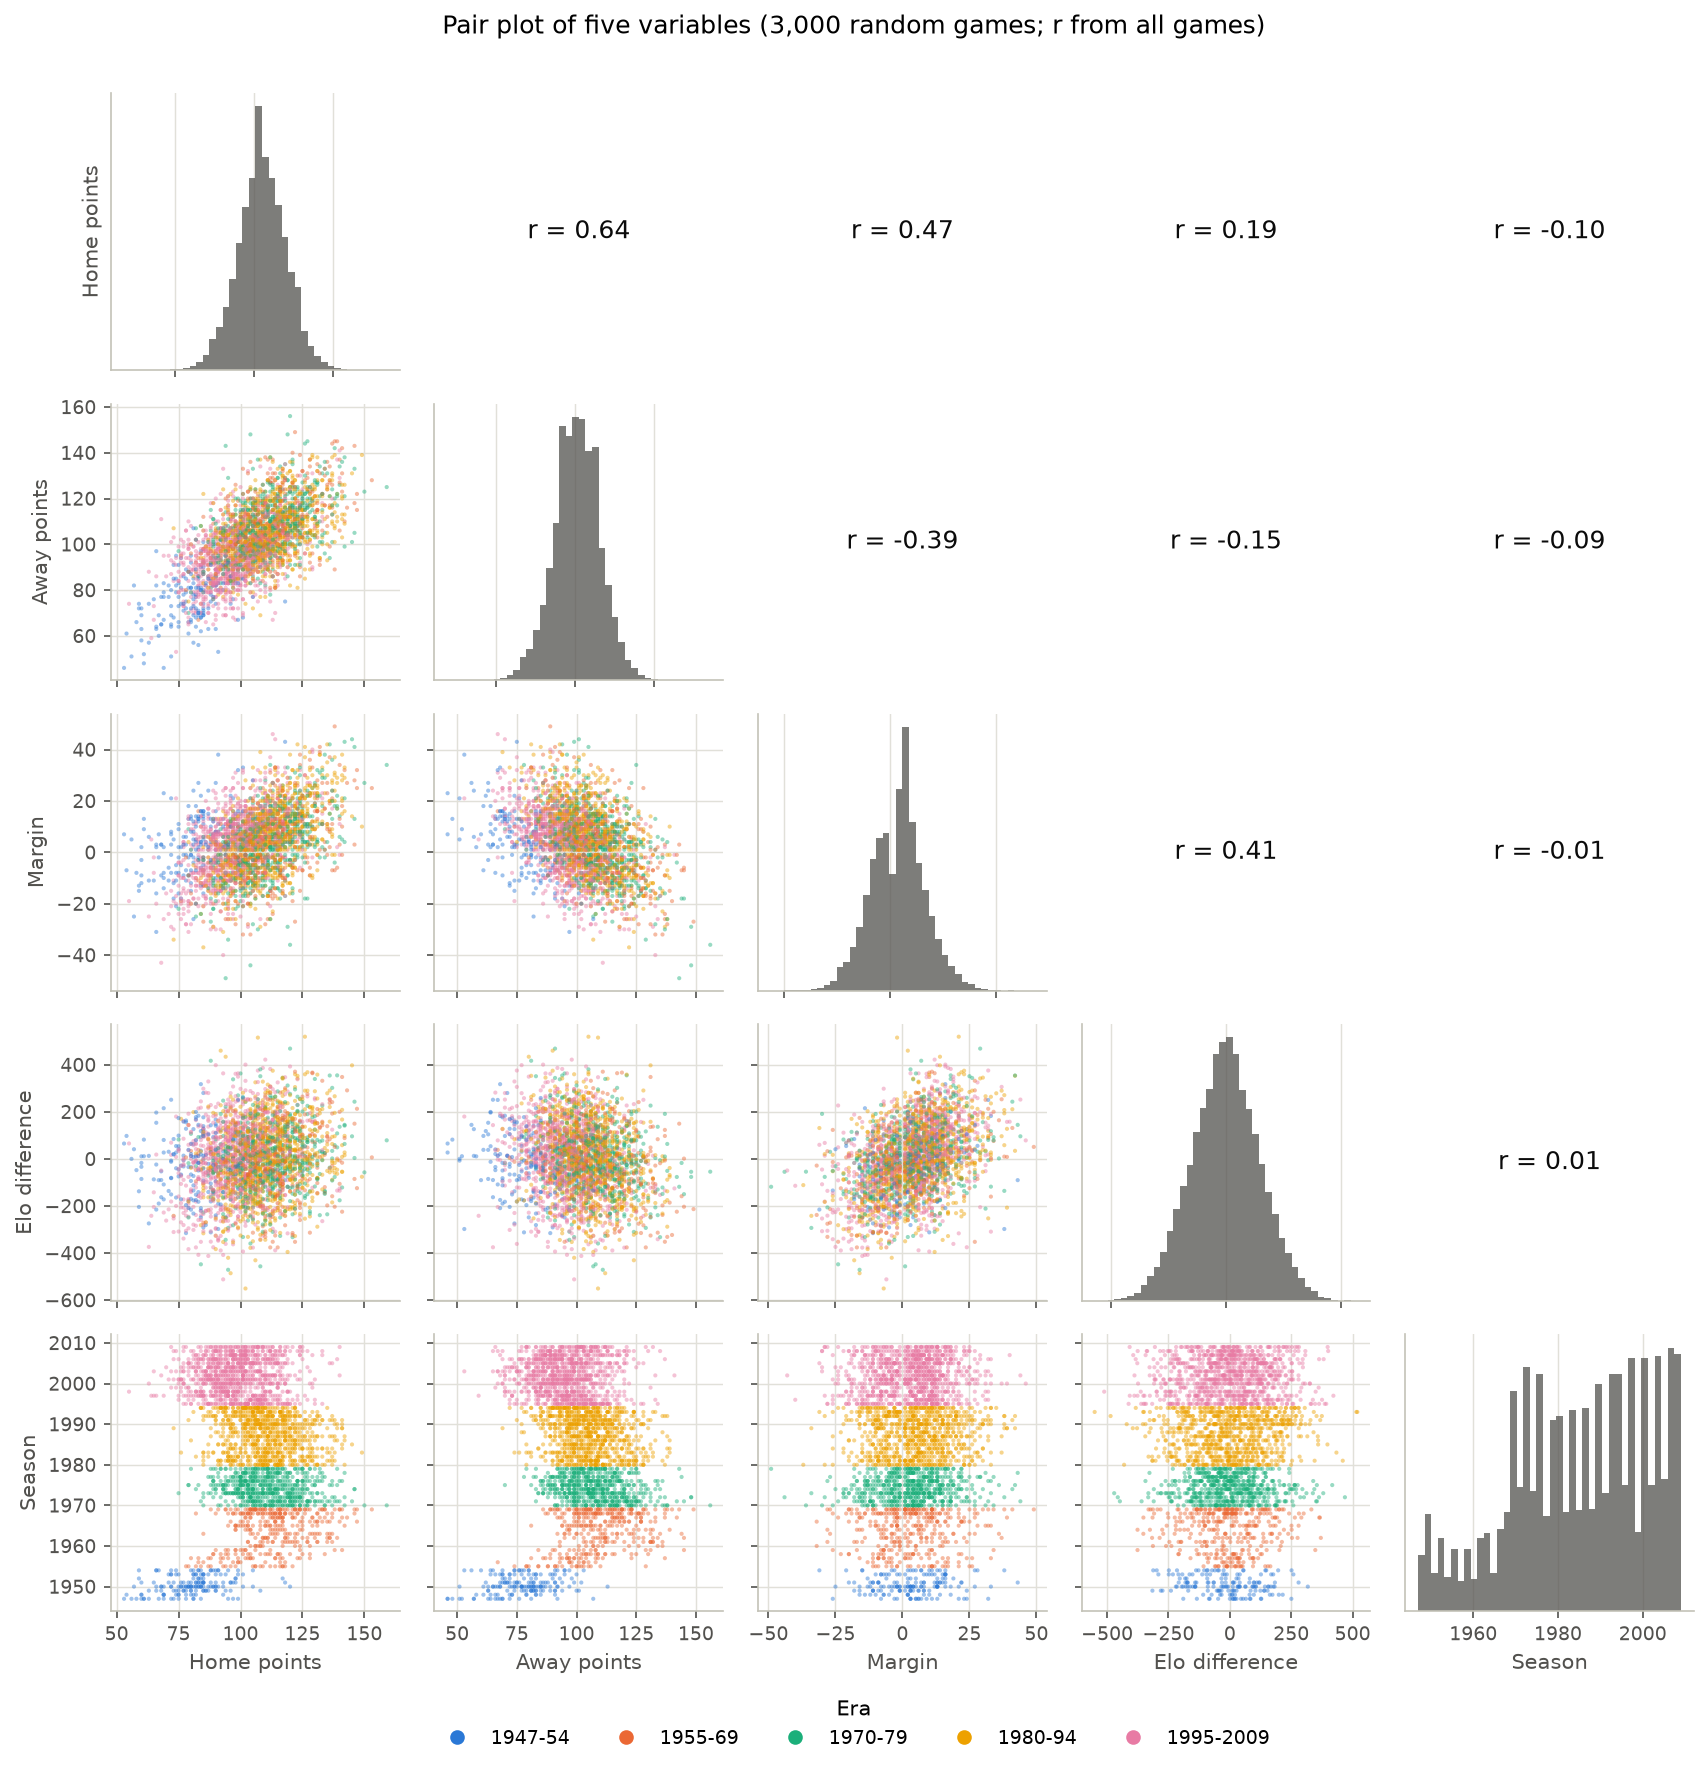 Pair plot of five variables (3,000 random games; r from all games)
Home points
r = 0.64
r = 0.47
r = 0.19
r = -0.10
Away points
160
140
120
100
80
60
r = -0.39
r = -0.15
r = -0.09
Margin
40
20
0
−20
−40
r = 0.41
r = -0.01
Elo difference
400
200
0
−200
−400
−600
r = 0.01
Season
2010
2000
1990
1980
1970
1960
1950
50 75 100 125 150
50 75 100 125 150
−50 −25 0 25 50
−500 −250 0 250 500
1960 1980 2000
Home points
Away points
Margin
Elo difference
Season
Era
1947-54
1955-69
1970-79
1980-94
1995-2009